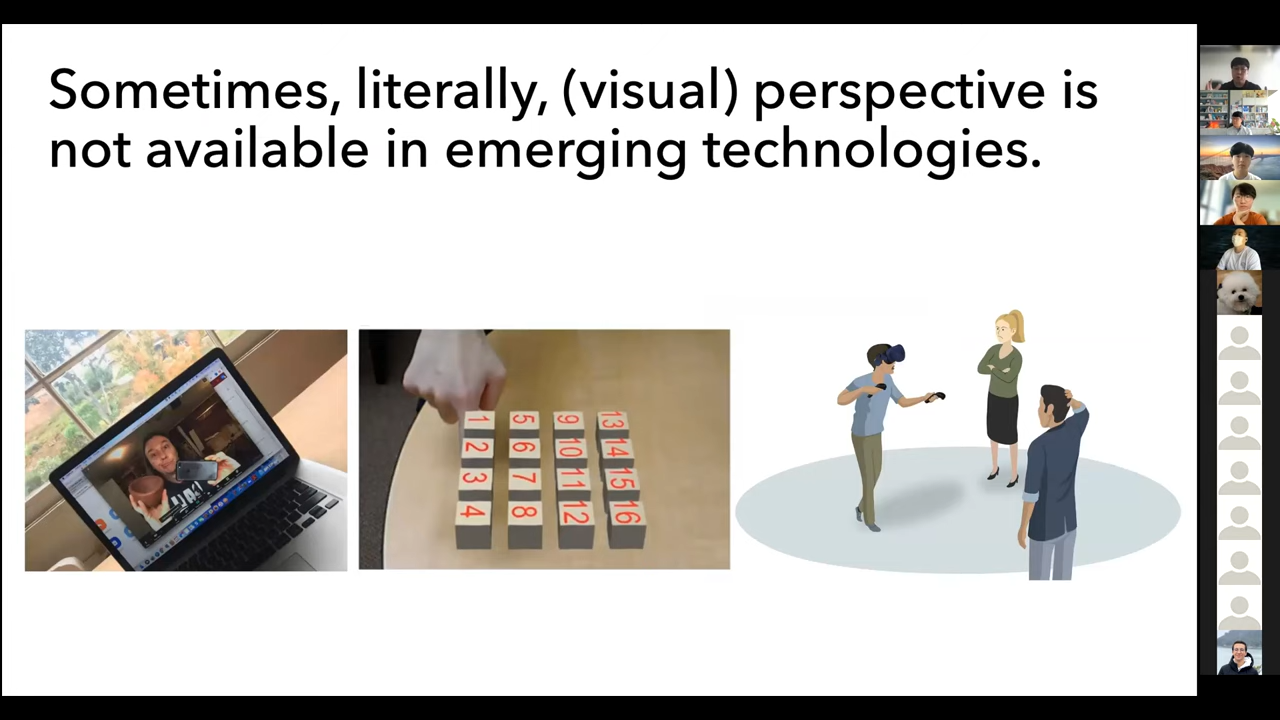 Sometimes, literally, (visual) perspective is
not available in emerging technologies.
1 5 9 13
2 6 10 14
3 7 11 15
4 8 12 16